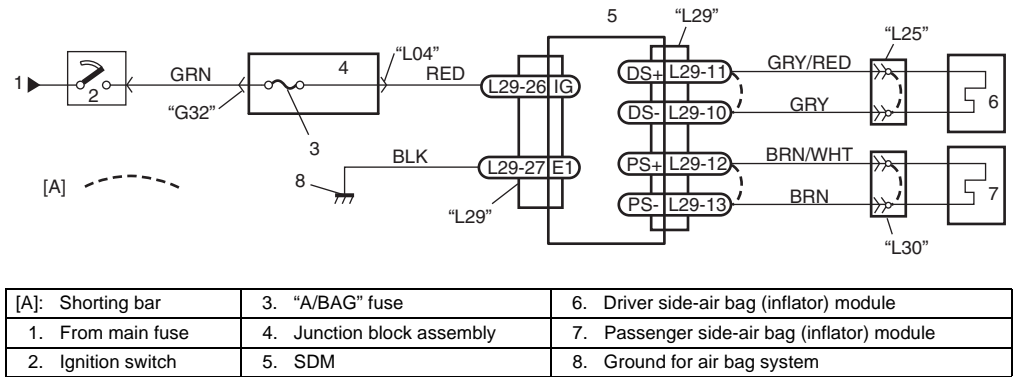 5
"L29"
"L25"
1
2
GRN
"G32"
4
"L04"
RED
L29-26 IG
DS+ L29-11
GRY/RED
DS- L29-10
GRY
6
3
BLK
8
L29-27 E1
"L29"
PS+ L29-12
BRN/WHT
PS- L29-13
BRN
7
"L30"
[A]
[A]: Shorting bar 3. "A/BAG" fuse 6. Driver side-air bag (inflator) module
1. From main fuse 4. Junction block assembly 7. Passenger side-air bag (inflator) module
2. Ignition switch 5. SDM 8. Ground for air bag system